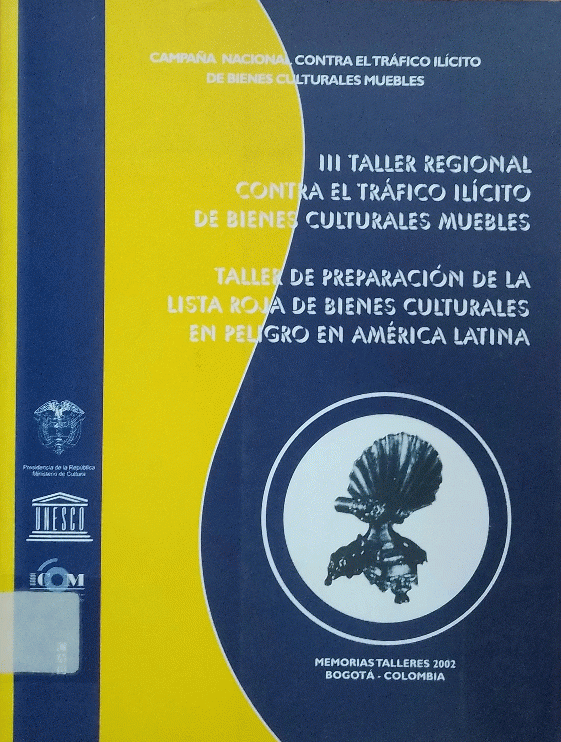 CAMPAÑA NACIONAL CONTRA EL TRÁFICO ILÍCITO
DE BIENES CULTURALES MUEBLES
III TALLER REGIONAL
CONTRA EL TRÁFICO ILÍCITO
DE BIENES CULTURALES MUEBLES
TALLER DE PREPARACIÓN DE LA
LISTA ROJA DE BIENES CULTURALES
EN PELIGRO EN AMÉRICA LATINA
Presidencia de la República
Ministerio de Cultura
UNESCO
ICOM
MEMORIAS TALLERES 2002
BOGOTÁ - COLOMBIA